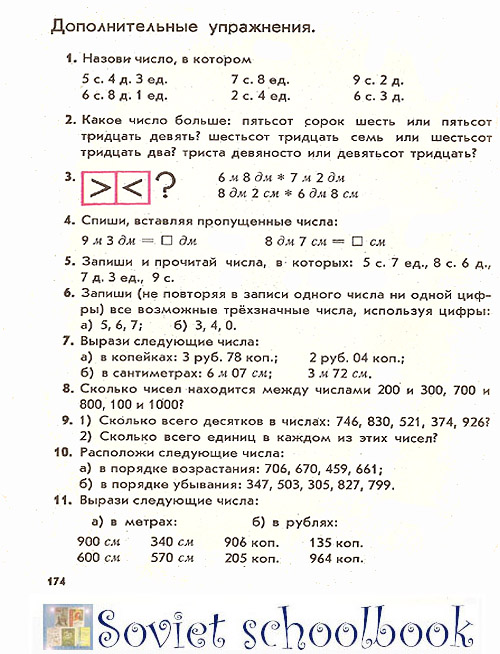 Дополнительные упражнения.
1. Назови число, в котором
5 с. 4 д. 3 ед. 7 с. 8 ед. 9 с. 2 д.
6 с. 8 д. 1 ед. 2 с. 4 ед. 6 с. 3 д.
2. Какое число больше: пятьсот сорок шесть или пятьсот
тридцать девять? шестьсот тридцать семь или шестьсот
тридцать два? триста девяносто или девятьсот тридцать?
3. > < ? 6 м 8 дм * 7 м 2 дм
8 дм 2 см * 6 дм 8 см
4. Спиши, вставляя пропущенные числа:
9 м 3 дм = □ дм 8 дм 7 см = □ см
5. Запиши и прочитай числа, в которых: 5 с. 7 ед., 8 с. 6 д.,
7 д. 3 ед., 9 с.
6. Запиши (не повторяя в записи одного числа ни одной циф-
ры) все возможные трёхзначные числа, используя цифры:
а) 5, 6, 7; б) 3, 4, 0.
7. Вырази следующие числа:
а) в копейках: 3 руб. 78 коп.; 2 руб. 04 коп.;
б) в сантиметрах: 6 м 07 см; 3 м 72 см.
8. Сколько чисел находится между числами 200 и 300, 700 и
800, 100 и 1000?
9. 1) Сколько всего десятков в числах: 746, 830, 521, 374, 926?
2) Сколько всего единиц в каждом из этих чисел?
10. Расположи следующие числа:
а) в порядке возрастания: 706, 670, 459, 661;
б) в порядке убывания: 347, 503, 305, 827, 799.
11. Вырази следующие числа:
а) в метрах: б) в рублях:
900 см 340 см 906 коп. 135 коп.
600 см 570 см 205 коп. 964 коп.
174
Soviet schoolbook